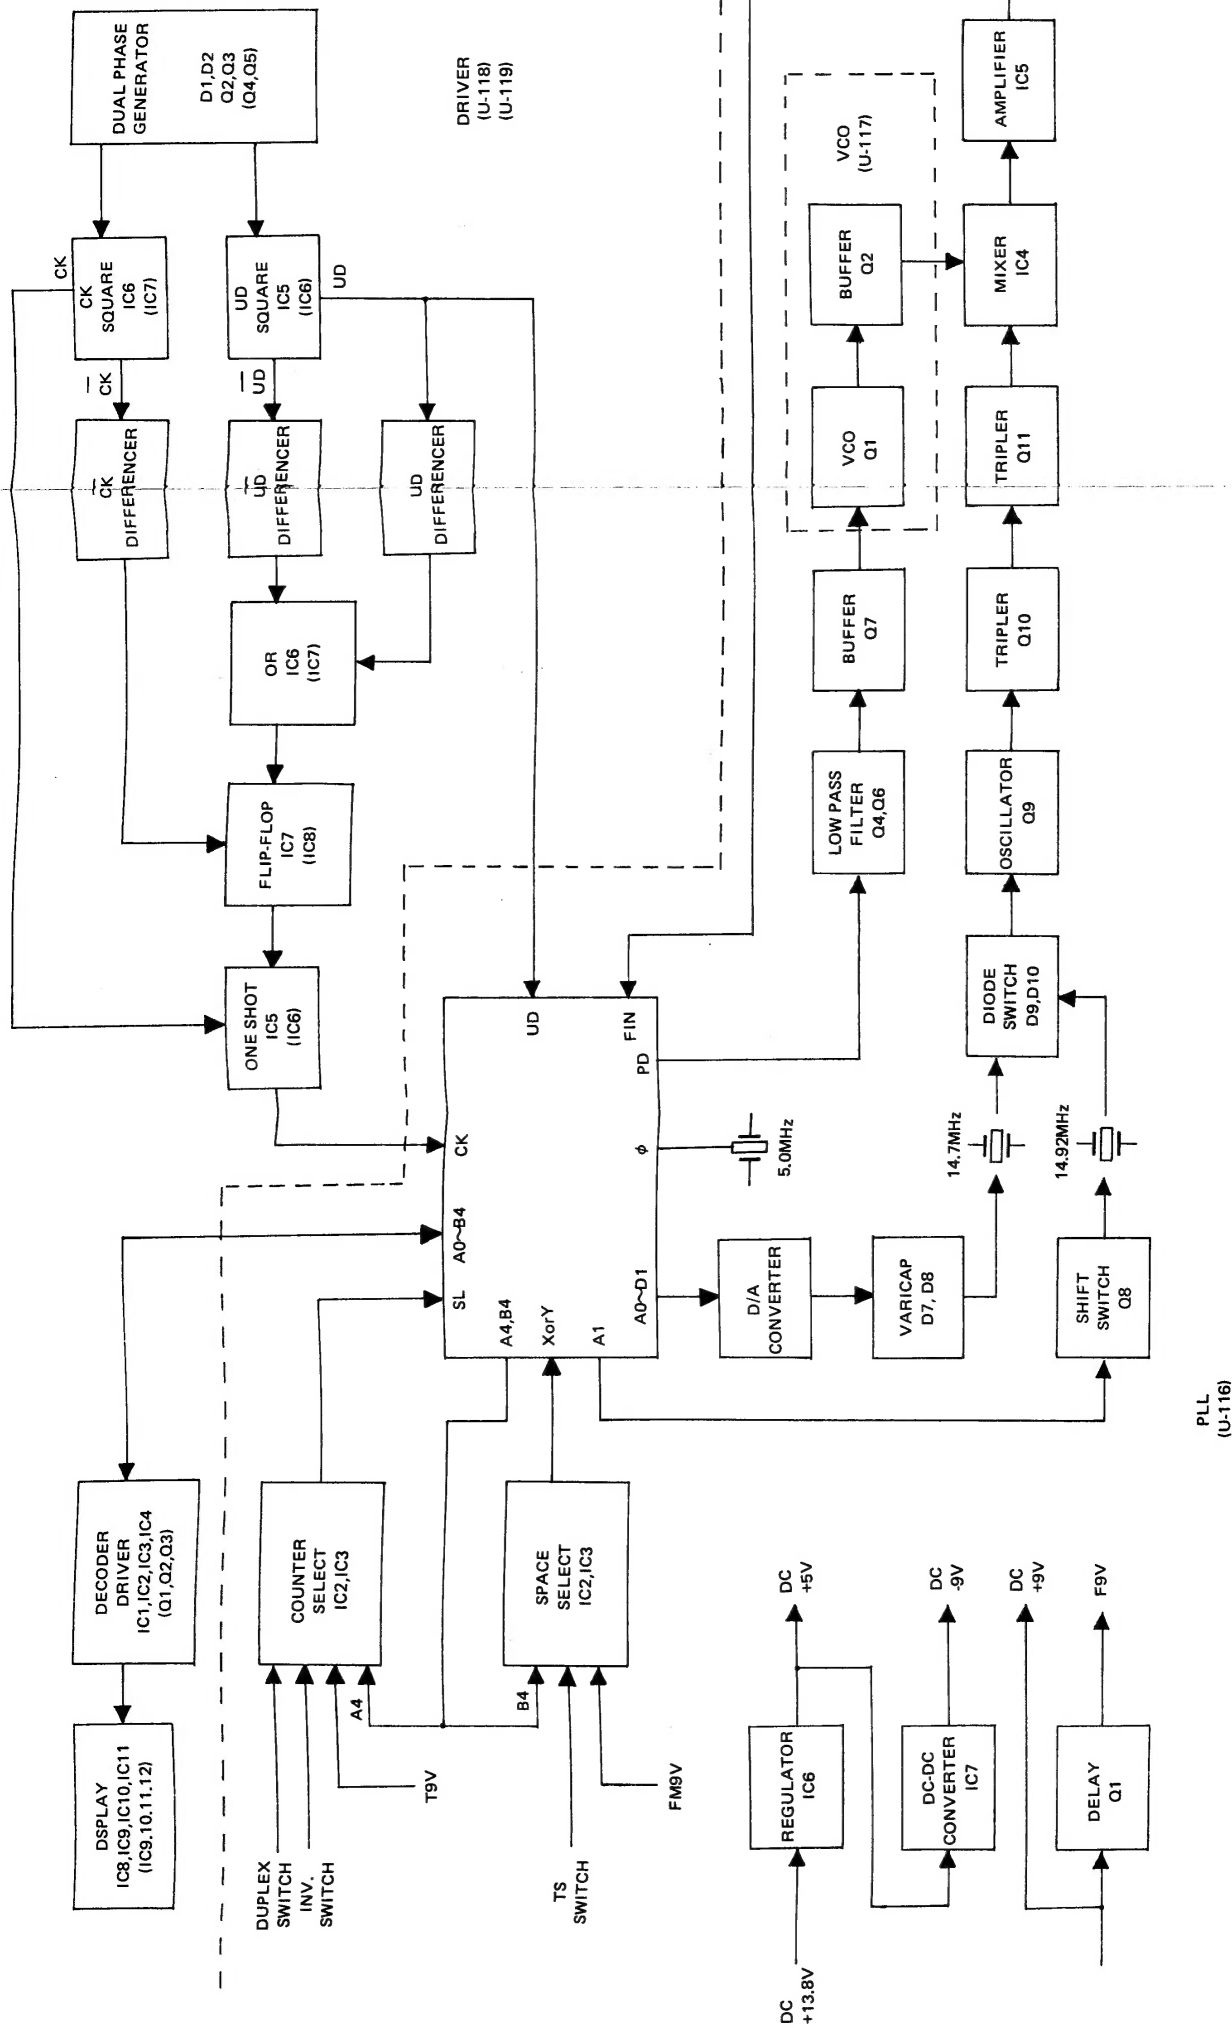 DSPLAY
IC8,IC9,IC10,IC11
(IC9.10.11.12)
DECODER
DRIVER
IC1,IC2,IC3,IC4
(Q1,Q2,Q3)
CK
CK
SQUARE
IC6
(IC7)
CK
CK
DIFFERENCER
DUAL PHASE
GENERATOR
D1,D2
Q2,Q3
(Q4,Q5)
UD
SQUARE
IC5
(IC6)
UD
UD
UD
DIFFERENCER
UD
DIFFERENCER
OR
IC6
(IC7)
FLIP-FLOP
IC7
(IC8)
ONE SHOT
IC5
(IC6)
DRIVER
(U-118)
(U-119)
DUPLEX
SWITCH
INV.
SWITCH
T9V
A4
COUNTER
SELECT
IC2,IC3
TS
SWITCH
FM9V
B4
SPACE
SELECT
IC2,IC3
SL
A0~B4
CK
UD
A4,B4
XorY
A1
A0~D1
φ
PD
FIN
5.0MHz
LOW PASS
FILTER
Q4,Q6
BUFFER
Q7
VCO
Q1
BUFFER
Q2
VCO
(U-117)
D/A
CONVERTER
VARICAP
D7, D8
14.7MHz
SHIFT
SWITCH
Q8
14.92MHz
DIODE
SWITCH
D9,D10
OSCILLATOR
Q9
TRIPLER
Q10
TRIPLER
Q11
MIXER
IC4
AMPLIFIER
IC5
DC
+13.8V
REGULATOR
IC6
DC
+5V
DC-DC
CONVERTER
IC7
DC
-9V
DC
+9V
DELAY
Q1
F9V
PLL
(U-116)